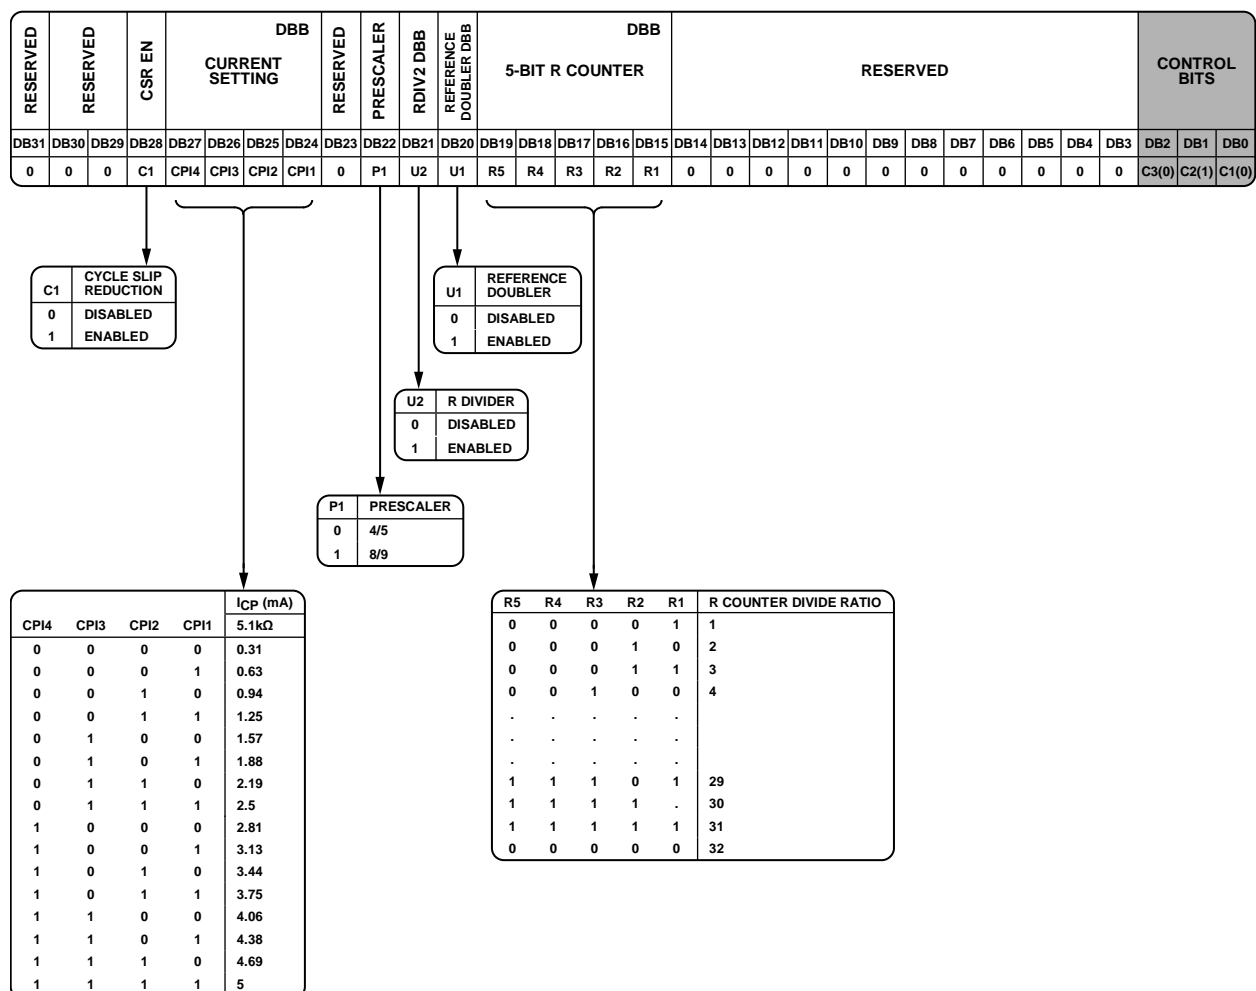 RESERVED
RESERVED
CSR EN
DBB
CURRENT
SETTING
RESERVED
PRESCALER
RDIV2 DBB
REFERENCE
DOUBLER DBB
DBB
5-BIT R COUNTER
RESERVED
CONTROL
BITS
DB31 DB30 DB29 DB28 DB27 DB26 DB25 DB24 DB23 DB22 DB21 DB20 DB19 DB18 DB17 DB16 DB15 DB14 DB13 DB12 DB11 DB10 DB9 DB8 DB7 DB6 DB5 DB4 DB3 DB2 DB1 DB0
0 0 0 C1 CPI4 CPI3 CPI2 CPI1 0 P1 U2 U1 R5 R4 R3 R2 R1 0 0 0 0 0 0 0 0 0 0 0 0 C3(0) C2(1) C1(0)
C1 CYCLE SLIP
REDUCTION
0 DISABLED
1 ENABLED
U1 REFERENCE
DOUBLER
0 DISABLED
1 ENABLED
U2 R DIVIDER
0 DISABLED
1 ENABLED
P1 PRESCALER
0 4/5
1 8/9
ICP (mA)
CPI4 CPI3 CPI2 CPI1 5.1kΩ
0 0 0 0 0.31
0 0 0 1 0.63
0 0 1 0 0.94
0 0 1 1 1.25
0 1 0 0 1.57
0 1 0 1 1.88
0 1 1 0 2.19
0 1 1 1 2.5
1 0 0 0 2.81
1 0 0 1 3.13
1 0 1 0 3.44
1 0 1 1 3.75
1 1 0 0 4.06
1 1 0 1 4.38
1 1 1 0 4.69
1 1 1 1 5
R5 R4 R3 R2 R1 R COUNTER DIVIDE RATIO
0 0 0 0 1 1
0 0 0 1 0 2
0 0 0 1 1 3
0 0 1 0 0 4
. . . . .
. . . . .
. . . . .
1 1 1 0 1 29
1 1 1 1 . 30
1 1 1 1 1 31
0 0 0 0 0 32